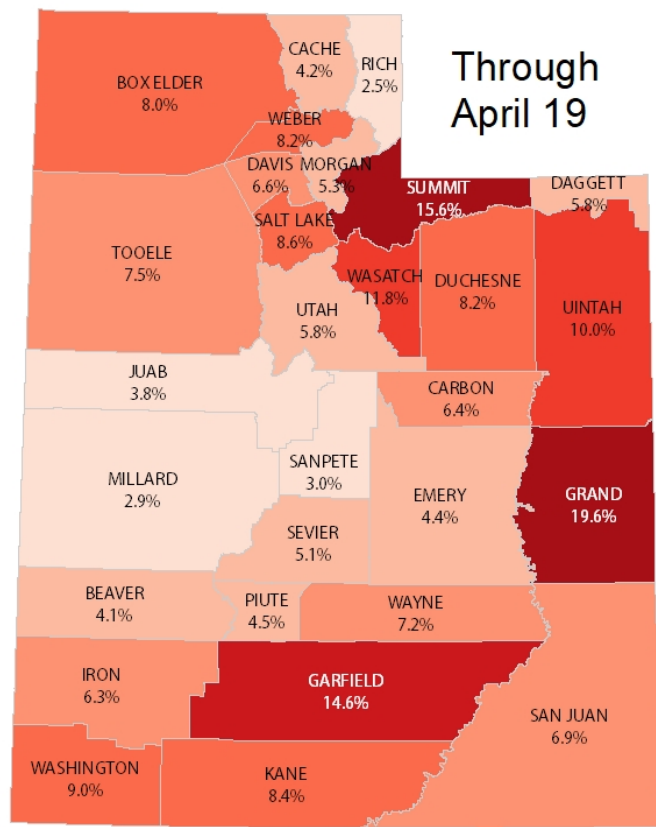 Through
April 19
CACHE
4.2%
RICH
2.5%
BOX ELDER
8.0%
WEBER
8.2%
DAVIS
6.6%
MORGAN
5.3%
SUMMIT
15.6%
DAGGETT
5.8%
SALT LAKE
8.6%
TOOELE
7.5%
WASATCH
11.8%
DUCHESNE
8.2%
UINTAH
10.0%
UTAH
5.8%
JUAB
3.8%
CARBON
6.4%
SANPETE
3.0%
MILLARD
2.9%
EMERY
4.4%
GRAND
19.6%
SEVIER
5.1%
BEAVER
4.1%
PIUTE
4.5%
WAYNE
7.2%
IRON
6.3%
GARFIELD
14.6%
SAN JUAN
6.9%
WASHINGTON
9.0%
KANE
8.4%